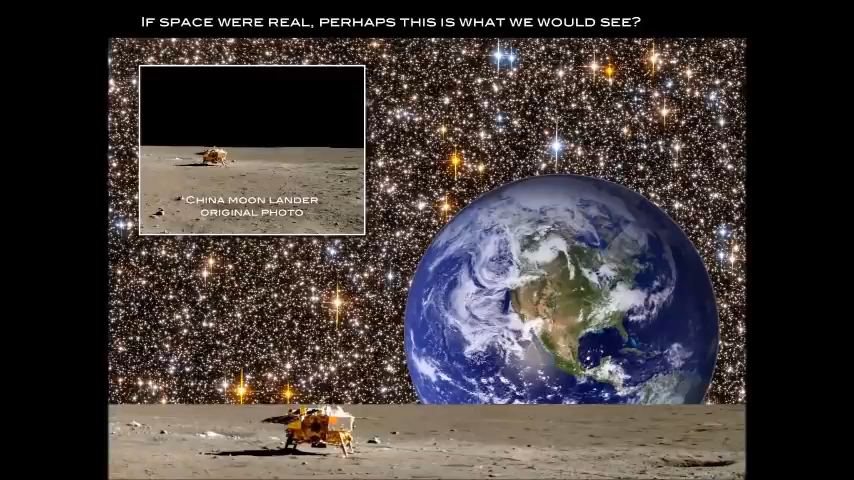 If space were real, perhaps this is what we would see?
*China moon lander
original photo